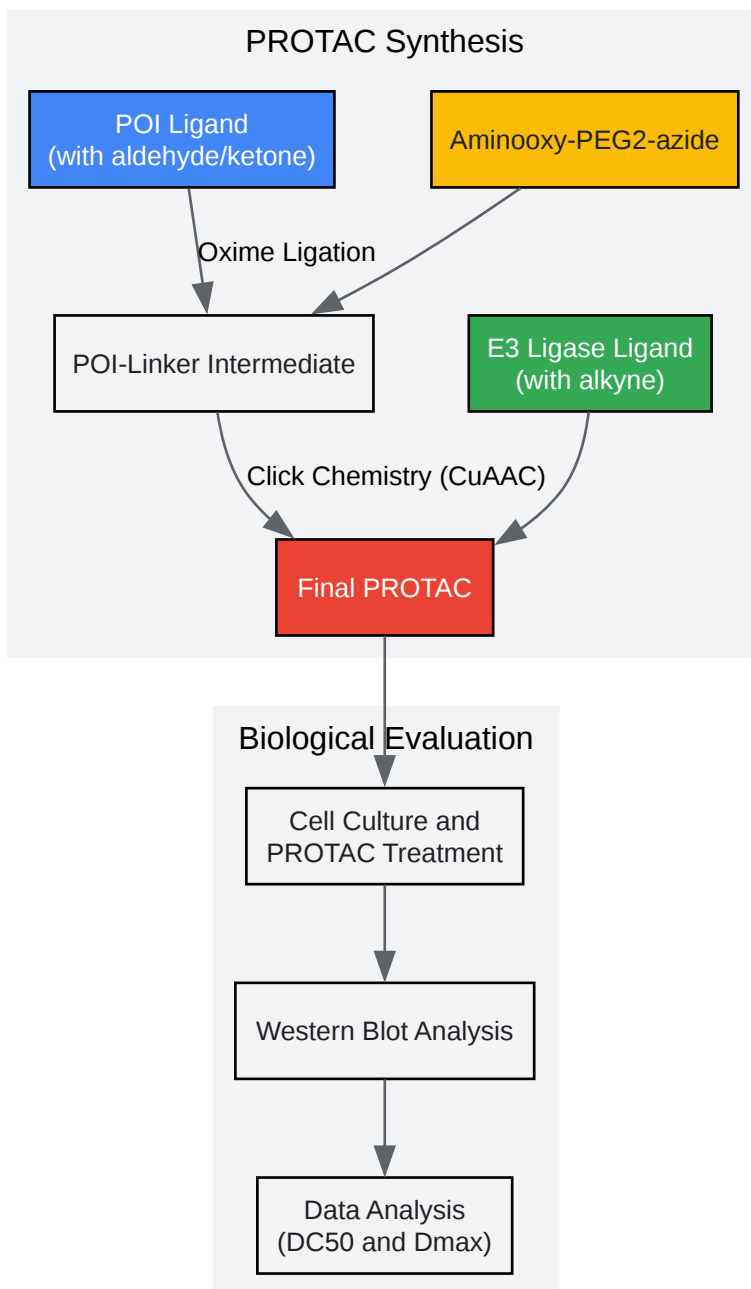 PROTAC Synthesis
POI Ligand
(with aldehyde/ketone)
Aminooxy-PEG2-azide
Oxime Ligation
POI-Linker Intermediate
E3 Ligase Ligand
(with alkyne)
Click Chemistry (CuAAC)
Final PROTAC
Biological Evaluation
Cell Culture and
PROTAC Treatment
Western Blot Analysis
Data Analysis
(DC50 and Dmax)